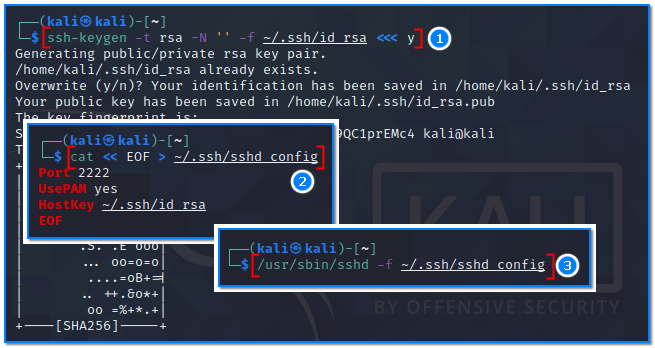 ┌──(kali㉿kali)-[~]
└─$ ssh-keygen -t rsa -N '' -f ~/.ssh/id_rsa <<< y
1
Generating public/private rsa key pair.
/home/kali/.ssh/id_rsa already exists.
Overwrite (y/n)? Your identification has been saved in /home/kali/.ssh/id_rsa
Your public key has been saved in /home/kali/.ssh/id_rsa.pub
The key fingerprint is:
9QC1prEMc4 kali@kali
┌──(kali㉿kali)-[~]
└─$ cat << EOF > ~/.ssh/sshd_config
Port 2222
2
UsePAM yes
HostKey ~/.ssh/id_rsa
EOF
┌──(kali㉿kali)-[~]
└─$ /usr/sbin/sshd -f ~/.ssh/sshd_config
3
.S. .E ooo|
... oo=o=o|
....=oB+=|
.. ++.&o*+|
oo =%+*.+|
+----[SHA256]-----+
KALI
BY OFFENSIVE SECURITY